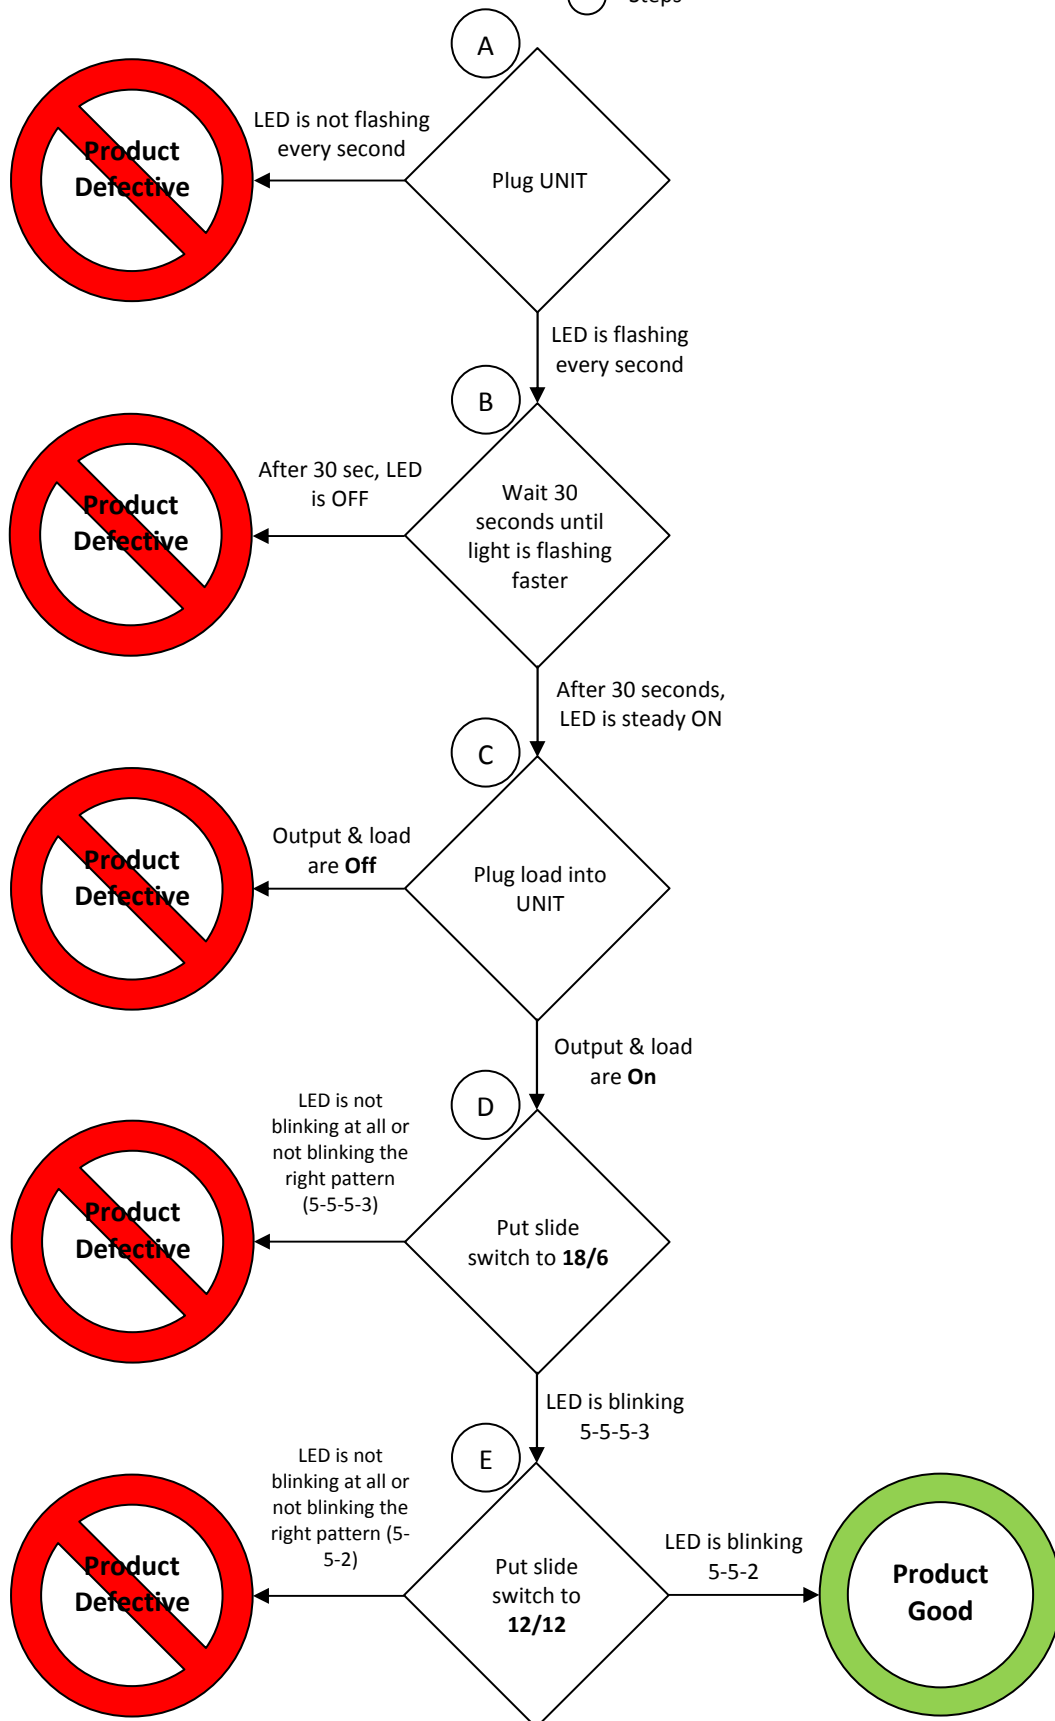 Steps
A
LED is not flashing
every second
Product
Defective
Plug UNIT
LED is flashing
every second
B
After 30 sec, LED
is OFF
Product
Defective
Wait 30
seconds until
light is flashing
faster
After 30 seconds,
LED is steady ON
C
Output & load
are Off
Product
Defective
Plug load into
UNIT
Output & load
are On
D
LED is not
blinking at all or
not blinking the
right pattern
(5-5-5-3)
Product
Defective
Put slide
switch to 18/6
LED is blinking
5-5-5-3
E
LED is not
blinking at all or
not blinking the
right pattern (5-
5-2)
Product
Defective
Put slide
switch to
12/12
LED is blinking
5-5-2
Product
Good